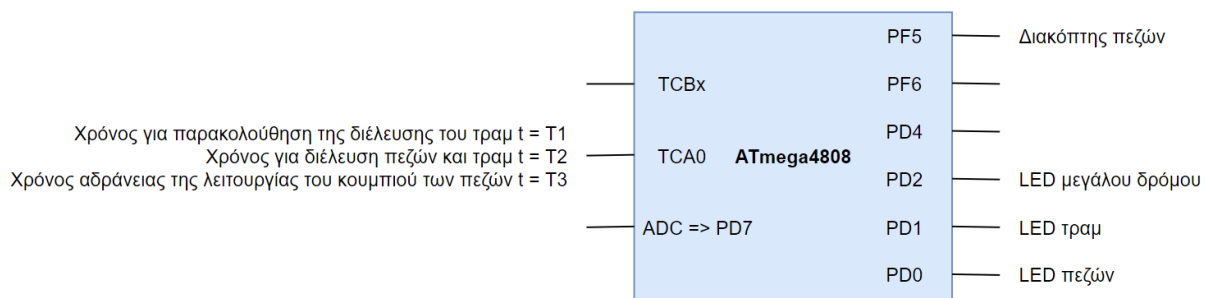 PF5
Διακόπτης πεζών
TCBx
PF6
Χρόνος για παρακολούθηση της διέλευσης του τραμ t = T1
PD4
Χρόνος για διέλευση πεζών και τραμ t = T2
TCA0
ATmega4808
Χρόνος αδράνειας της λειτουργίας του κουμπιού των πεζών t = T3
PD2
LED μεγάλου δρόμου
ADC => PD7
PD1
LED τραμ
PD0
LED πεζών